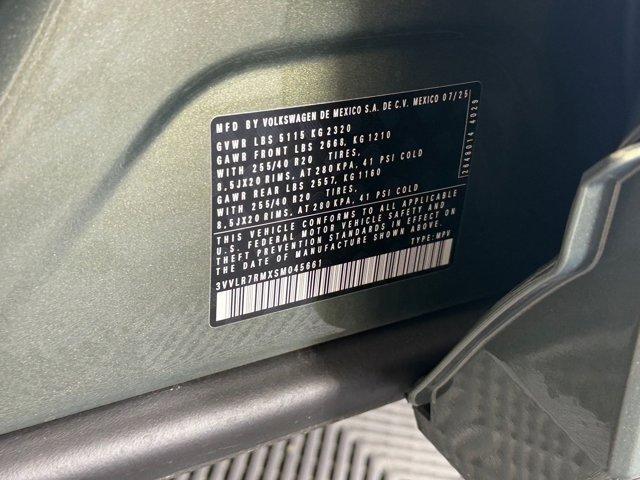 MFD BY VOLKSWAGEN DE MEXICO S.A. DE C.V. MEXICO 07/25
GVWR LBS 5115 KG 2320
GAWR FRONT LBS 2668, KG 1210
WITH 255/40 R20 TIRES,
8.5JX20 RIMS, AT 280 KPA, 41 PSI COLD
GAWR REAR LBS 2557, KG 1160
WITH 255/40 R20 TIRES,
8.5JX20 RIMS, AT 280 KPA, 41 PSI COLD
THIS VEHICLE CONFORMS TO ALL APPLICABLE
U.S. FEDERAL MOTOR VEHICLE SAFETY AND
THEFT PREVENTION STANDARDS IN EFFECT ON
THE DATE OF MANUFACTURE SHOWN ABOVE.
3VVLR7RMXSM045661 TYPE: MPV
2648014 4029